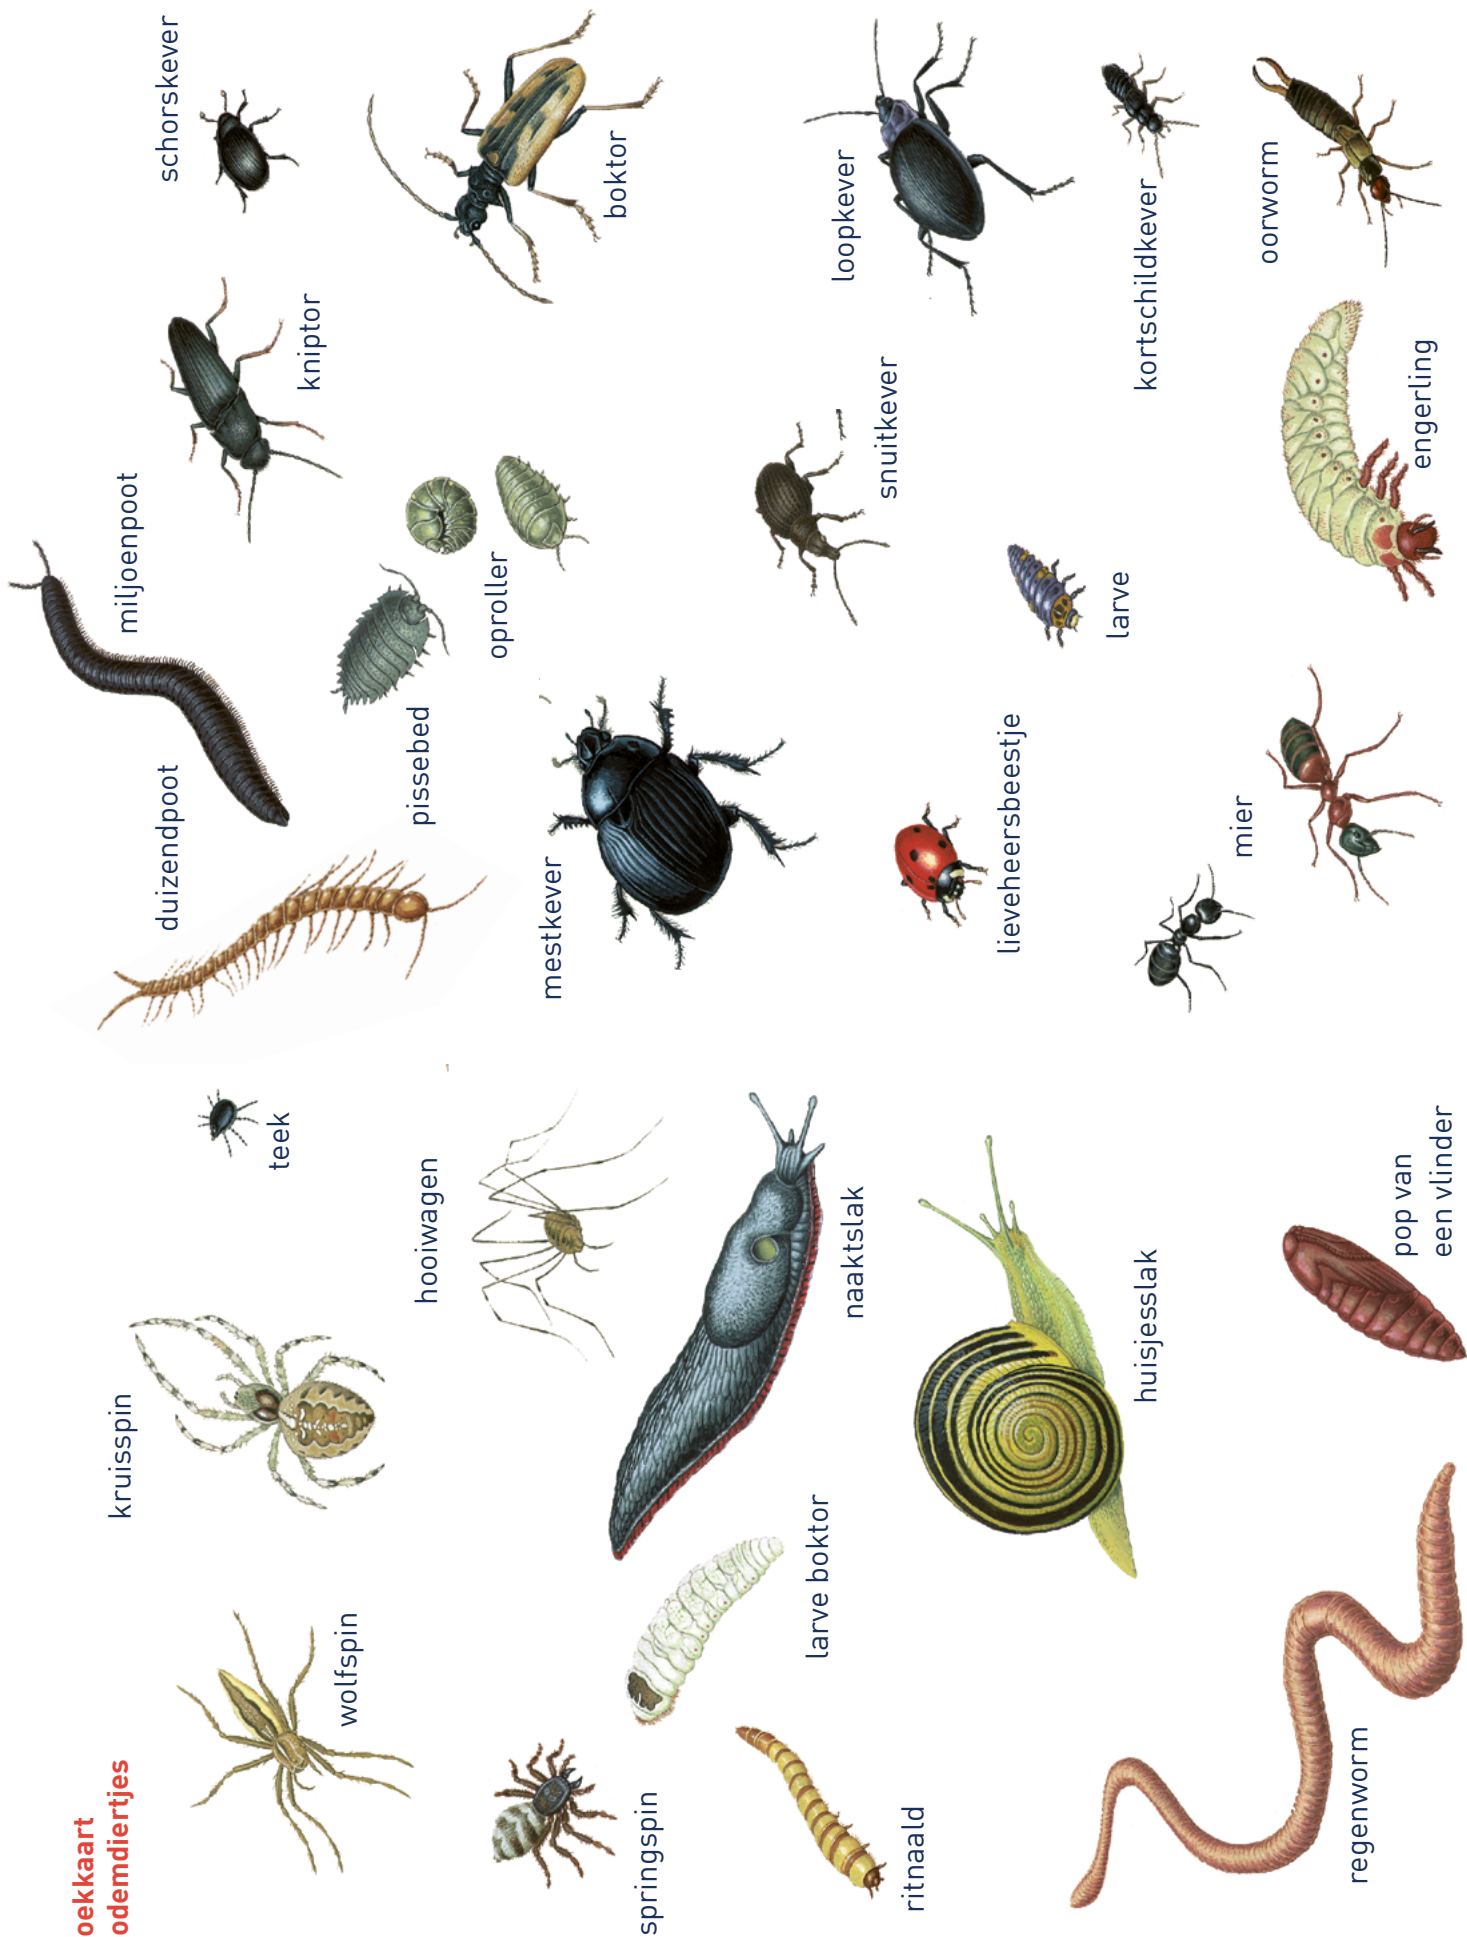 oekkaart
odemdiertjes
kruisspin
miljoenpoot
duizendpoot
schorskever
teek
kniptor
wolfspin
pissebed
hooiwagen
oproller
mestkever
boktor
springspin
larve boktor
naaktslak
loopkever
snuitkever
ritnaald
lieveheersbeestje
larve
huisjesslak
kortschildkever
mier
oorworm
regenworm
pop van
een vlinder
engerling